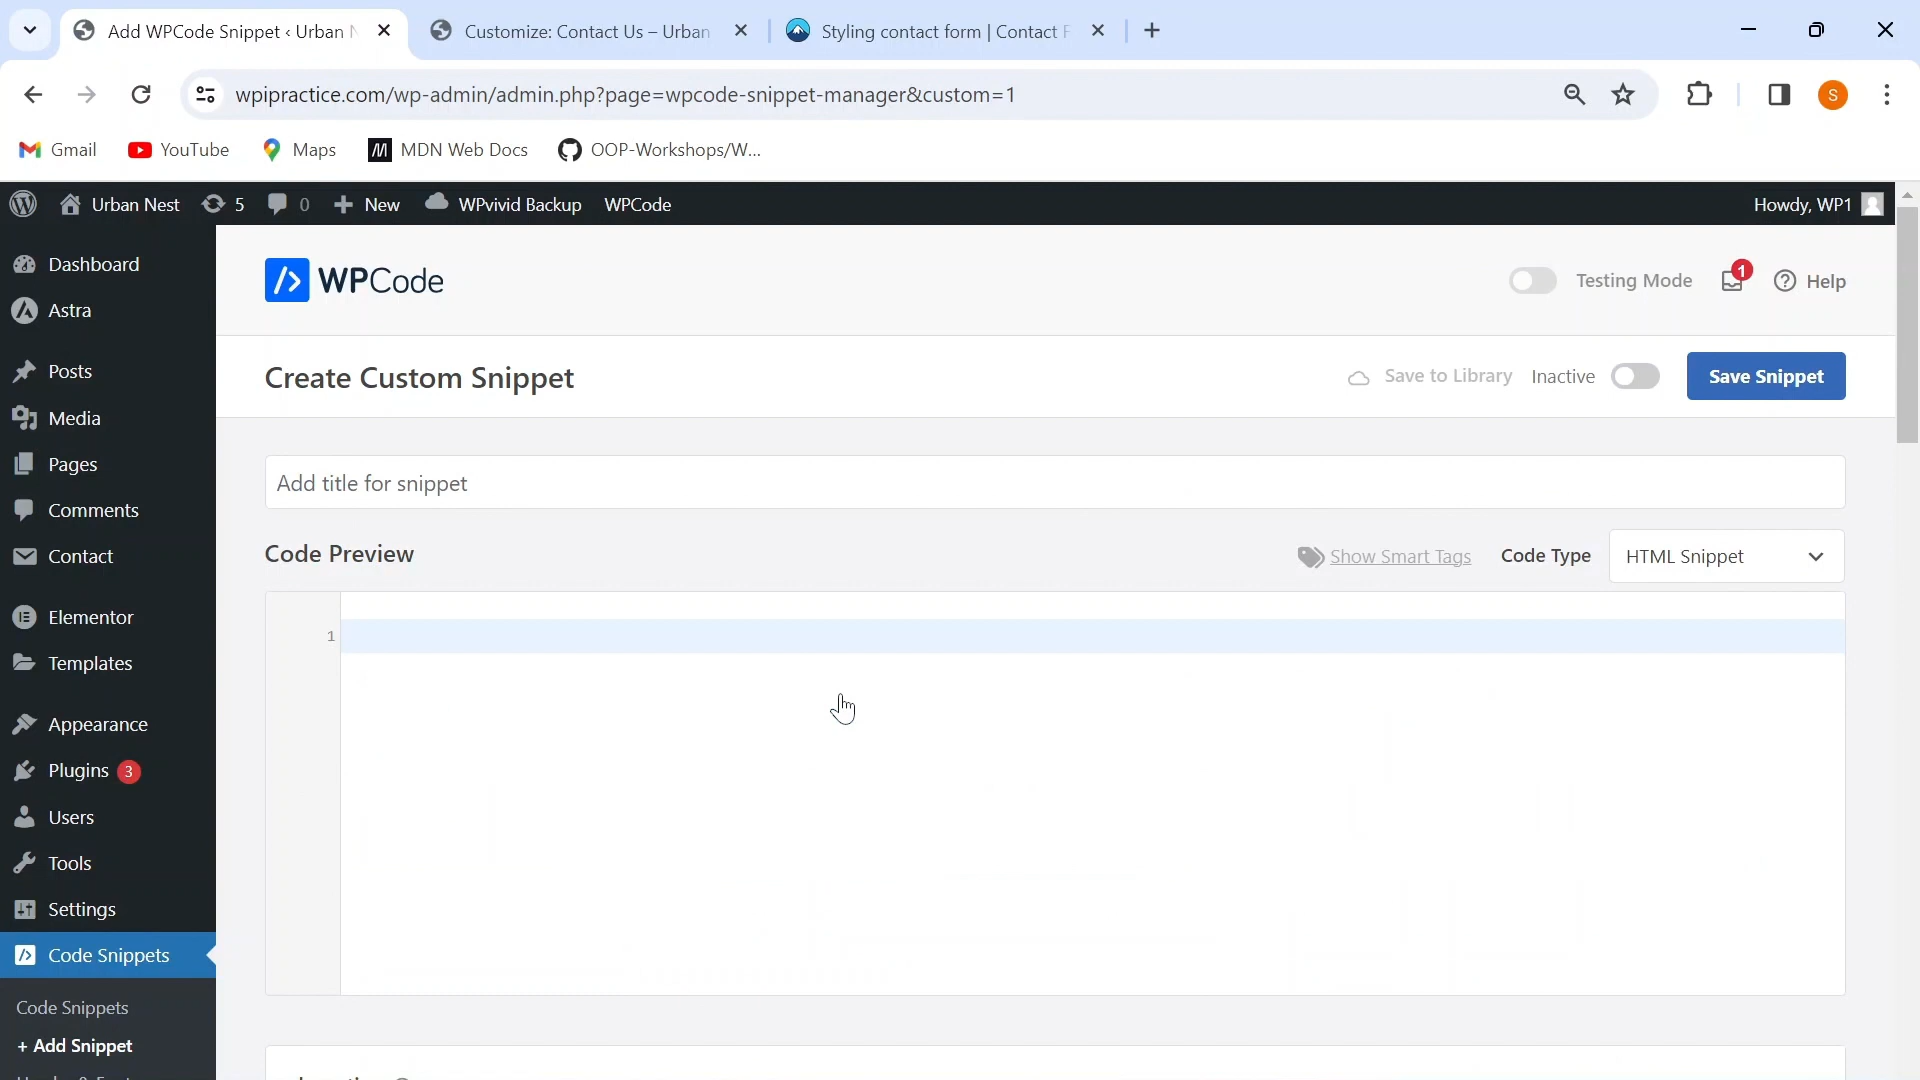 Add WPCode Snippet ‹ Urban N
Customize: Contact Us – Urban
Styling contact form | Contact F
wpipractice.com/wp-admin/admin.php?page=wpcode-snippet-manager&custom=1
S
Gmail
YouTube
Maps
MDN Web Docs
OOP-Workshops/W...
Urban Nest
5
0
New
WPvivid Backup
WPCode
Howdy, WP1
Dashboard
Astra
Posts
Media
Pages
Comments
Contact
Elementor
Templates
Appearance
Plugins 3
Users
Tools
Settings
Code Snippets
Code Snippets
+ Add Snippet
WPCode
Testing Mode
1
Help
Create Custom Snippet
Save to Library
Inactive
Save Snippet
Add title for snippet
Code Preview
Show Smart Tags
Code Type
HTML Snippet
1